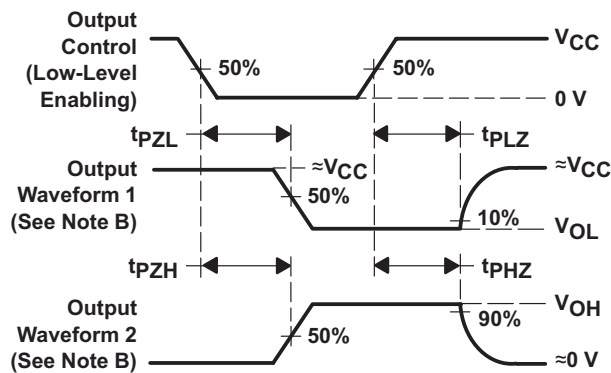 Output
Control
(Low-Level
Enabling)
50%
50%
VCC
0 V
tPZL
tPLZ
Output
Waveform 1
(See Note B)
≈VCC
50%
≈VCC
10%
VOL
tPZH
tPHZ
Output
Waveform 2
(See Note B)
50%
VOH
90%
≈0 V